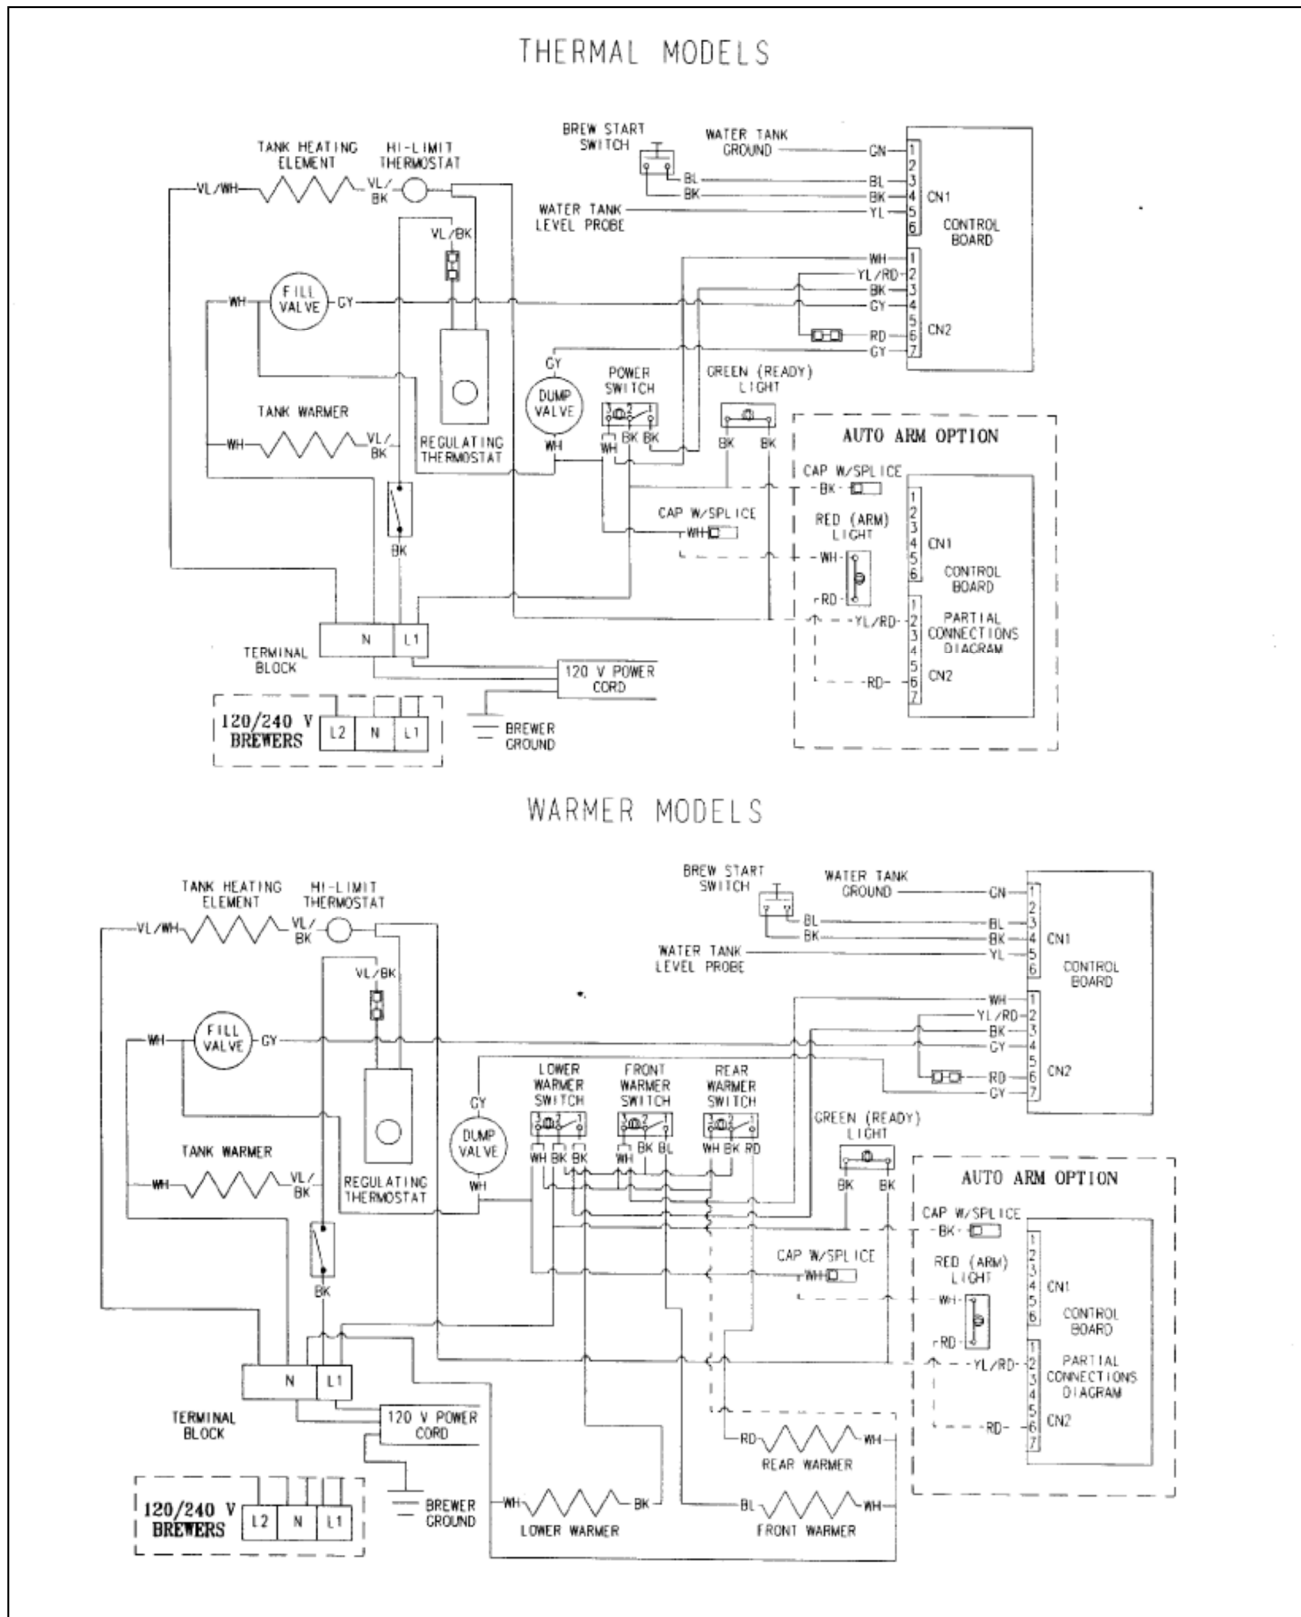 THERMAL MODELS
BREW START
SWITCH
WATER TANK
GROUND
GN
1
2
3
4
5
6
CN1
BL
BL
BK
BK
YL
WATER TANK
LEVEL PROBE
CONTROL
BOARD
TANK HEATING
ELEMENT
HI-LIMIT
THERMOSTAT
VL/WH
VL/
BK
VL/BK
WH
1
YL/RD
2
BK
3
GY
4
5
RD
6
GY
7
CN2
WH
FILL
VALVE
GY
GY
DUMP
VALVE
WH
POWER
SWITCH
3 2 1
WH
BK
BK
GREEN (READY)
LIGHT
BK
BK
TANK WARMER
WH
VL/
BK
REGULATING
THERMOSTAT
BK
CAP W/SPLICE
WH
AUTO ARM OPTION
CAP W/SPLICE
BK
RED (ARM)
LIGHT
WH
RD
1
2
3
4
5
6
CN1
CONTROL
BOARD
YL/RD
RD
1
2
3
4
5
6
7
PARTIAL
CONNECTIONS
DIAGRAM
CN2
N
L1
TERMINAL
BLOCK
120 V POWER
CORD
BREWER
GROUND
120/240 V
BREWERS
L2
N
L1
WARMER MODELS
BREW START
SWITCH
WATER TANK
GROUND
GN
1
2
3
4
5
6
CN1
BL
BL
BK
BK
YL
WATER TANK
LEVEL PROBE
CONTROL
BOARD
TANK HEATING
ELEMENT
HI-LIMIT
THERMOSTAT
VL/WH
VL/
BK
VL/BK
WH
1
YL/RD
2
BK
3
GY
4
5
RD
6
GY
7
CN2
WH
FILL
VALVE
GY
GY
DUMP
VALVE
WH
LOWER
WARMER
SWITCH
3 2 1
WH
BK
BK
FRONT
WARMER
SWITCH
3 2 1
WH
BK
BL
REAR
WARMER
SWITCH
3 2 1
WH
BK
RD
GREEN (READY)
LIGHT
BK
BK
TANK WARMER
WH
VL/
BK
REGULATING
THERMOSTAT
BK
CAP W/SPLICE
WH
AUTO ARM OPTION
CAP W/SPLICE
BK
RED (ARM)
LIGHT
WH
RD
1
2
3
4
5
6
CN1
CONTROL
BOARD
YL/RD
RD
1
2
3
4
5
6
7
PARTIAL
CONNECTIONS
DIAGRAM
CN2
N
L1
TERMINAL
BLOCK
120 V POWER
CORD
BREWER
GROUND
RD
WH
REAR WARMER
WH
BK
LOWER WARMER
BL
WH
FRONT WARMER
120/240 V
BREWERS
L2
N
L1